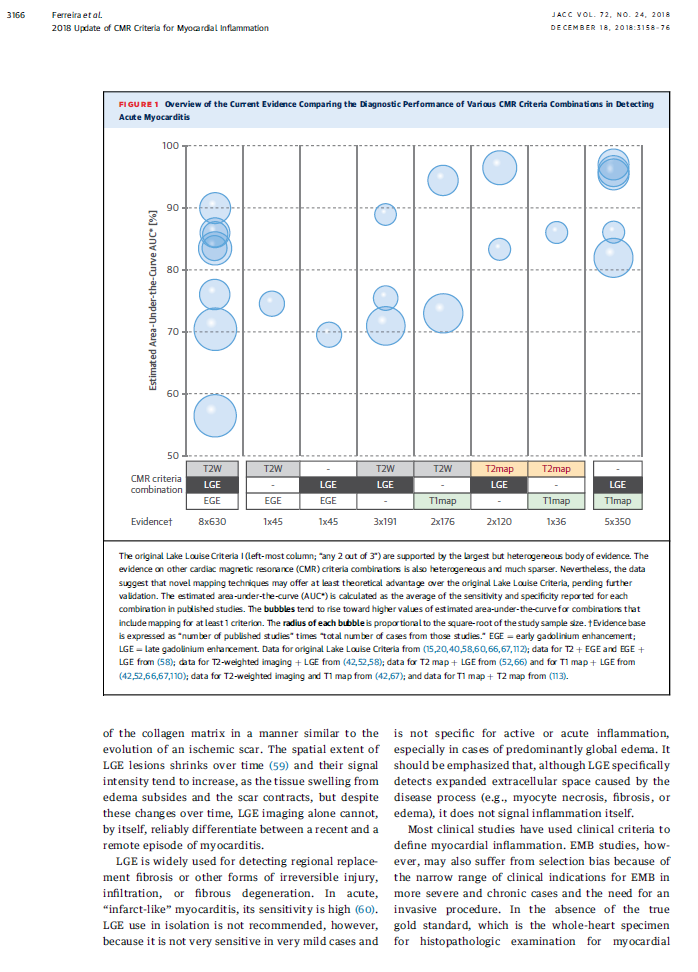 3166
Ferreira et al.
JACC VOL. 72, NO. 24, 2018
2018 Update of CMR Criteria for Myocardial Inflammation
DECEMBER 18, 2018:3158–76
FIGURE 1 Overview of the Current Evidence Comparing the Diagnostic Performance of Various CMR Criteria Combinations in Detecting
Acute Myocarditis
Estimated Area-Under-the-Curve AUC* [%]
100
90
80
70
60
50
CMR criteria
combination
T2W T2W - T2W T2W T2map T2map -
LGE - LGE LGE - LGE - LGE
EGE EGE EGE - T1map - T1map T1map
Evidence† 8x630 1x45 1x45 3x191 2x176 2x120 1x36 5x350
The original Lake Louise Criteria I (left-most column; “any 2 out of 3”) are supported by the largest but heterogeneous body of evidence. The
evidence on other cardiac magnetic resonance (CMR) criteria combinations is also heterogeneous and much sparser. Nevertheless, the data
suggest that novel mapping techniques may offer at least theoretical advantage over the original Lake Louise Criteria, pending further
validation. The estimated area-under-the-curve (AUC*) is calculated as the average of the sensitivity and specificity reported for each
combination in published studies. The bubbles tend to rise toward higher values of estimated area-under-the-curve for combinations that
include mapping for at least 1 criterion. The radius of each bubble is proportional to the square-root of the study sample size. †Evidence base
is expressed as “number of published studies” times “total number of cases from those studies.” EGE = early gadolinium enhancement;
LGE = late gadolinium enhancement. Data for original Lake Louise Criteria from (15,20,40,58,60,66,67,112); data for T2 + EGE and EGE +
LGE from (58); data for T2-weighted imaging + LGE from (42,52,58); data for T2 map + LGE from (52,66) and for T1 map + LGE from
(42,52,66,67,110); data for T2-weighted imaging and T1 map from (42,67); and data for T1 map + T2 map from (113).
of the collagen matrix in a manner similar to the
evolution of an ischemic scar. The spatial extent of
LGE lesions shrinks over time (59) and their signal
intensity tend to increase, as the tissue swelling from
edema subsides and the scar contracts, but despite
these changes over time, LGE imaging alone cannot,
by itself, reliably differentiate between a recent and a
remote episode of myocarditis.
LGE is widely used for detecting regional replace-
ment fibrosis or other forms of irreversible injury,
infiltration, or fibrous degeneration. In acute,
“infarct-like” myocarditis, its sensitivity is high (60).
LGE use in isolation is not recommended, however,
because it is not very sensitive in very mild cases and
is not specific for active or acute inflammation,
especially in cases of predominantly global edema. It
should be emphasized that, although LGE specifically
detects expanded extracellular space caused by the
disease process (e.g., myocyte necrosis, fibrosis, or
edema), it does not signal inflammation itself.
Most clinical studies have used clinical criteria to
define myocardial inflammation. EMB studies, how-
ever, may also suffer from selection bias because of
the narrow range of clinical indications for EMB in
more severe and chronic cases and the need for an
invasive procedure. In the absence of the true
gold standard, which is the whole-heart specimen
for histopathologic examination for myocardial